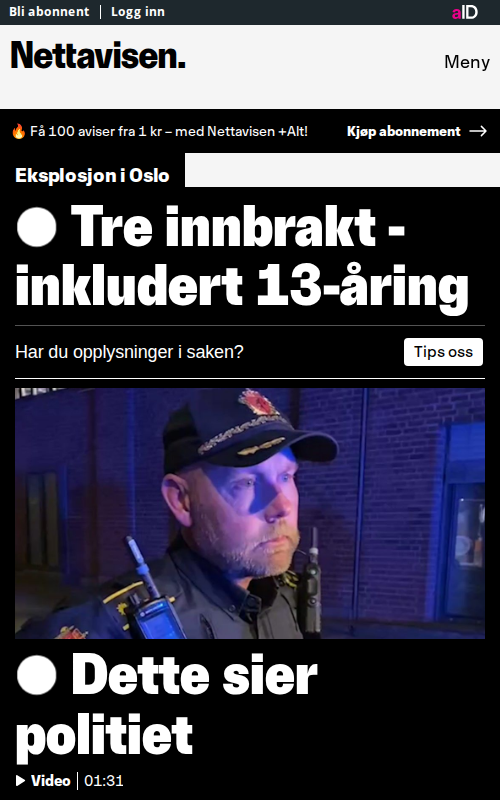 Bli abonnent | Logg inn
aID
Nettavisen.
Meny
🔥 Få 100 aviser fra 1 kr – med Nettavisen +Alt!
Kjøp abonnement →
Eksplosjon i Oslo
Tre innbrakt -
inkludert 13-åring
Har du opplysninger i saken?
Tips oss
Dette sier
politiet
Video | 01:31